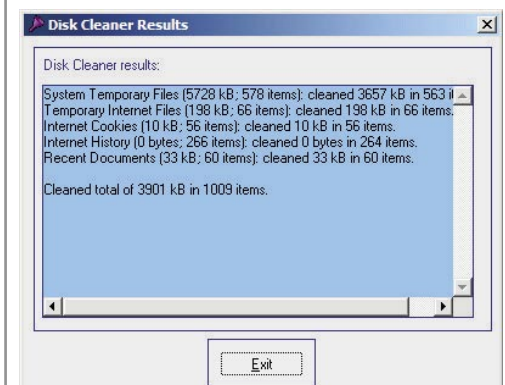 Disk Cleaner Results
Disk Cleaner results:
System Temporary Files (5728 kB; 578 items): cleaned 3657 kB in 563 it
Temporary Internet Files (198 kB; 66 items): cleaned 198 kB in 66 items.
Internet Cookies (10 kB; 56 items): cleaned 10 kB in 56 items.
Internet History (0 bytes; 266 items): cleaned 0 bytes in 264 items.
Recent Documents (33 kB; 60 items): cleaned 33 kB in 60 items.
Cleaned total of 3901 kB in 1009 items.
Exit